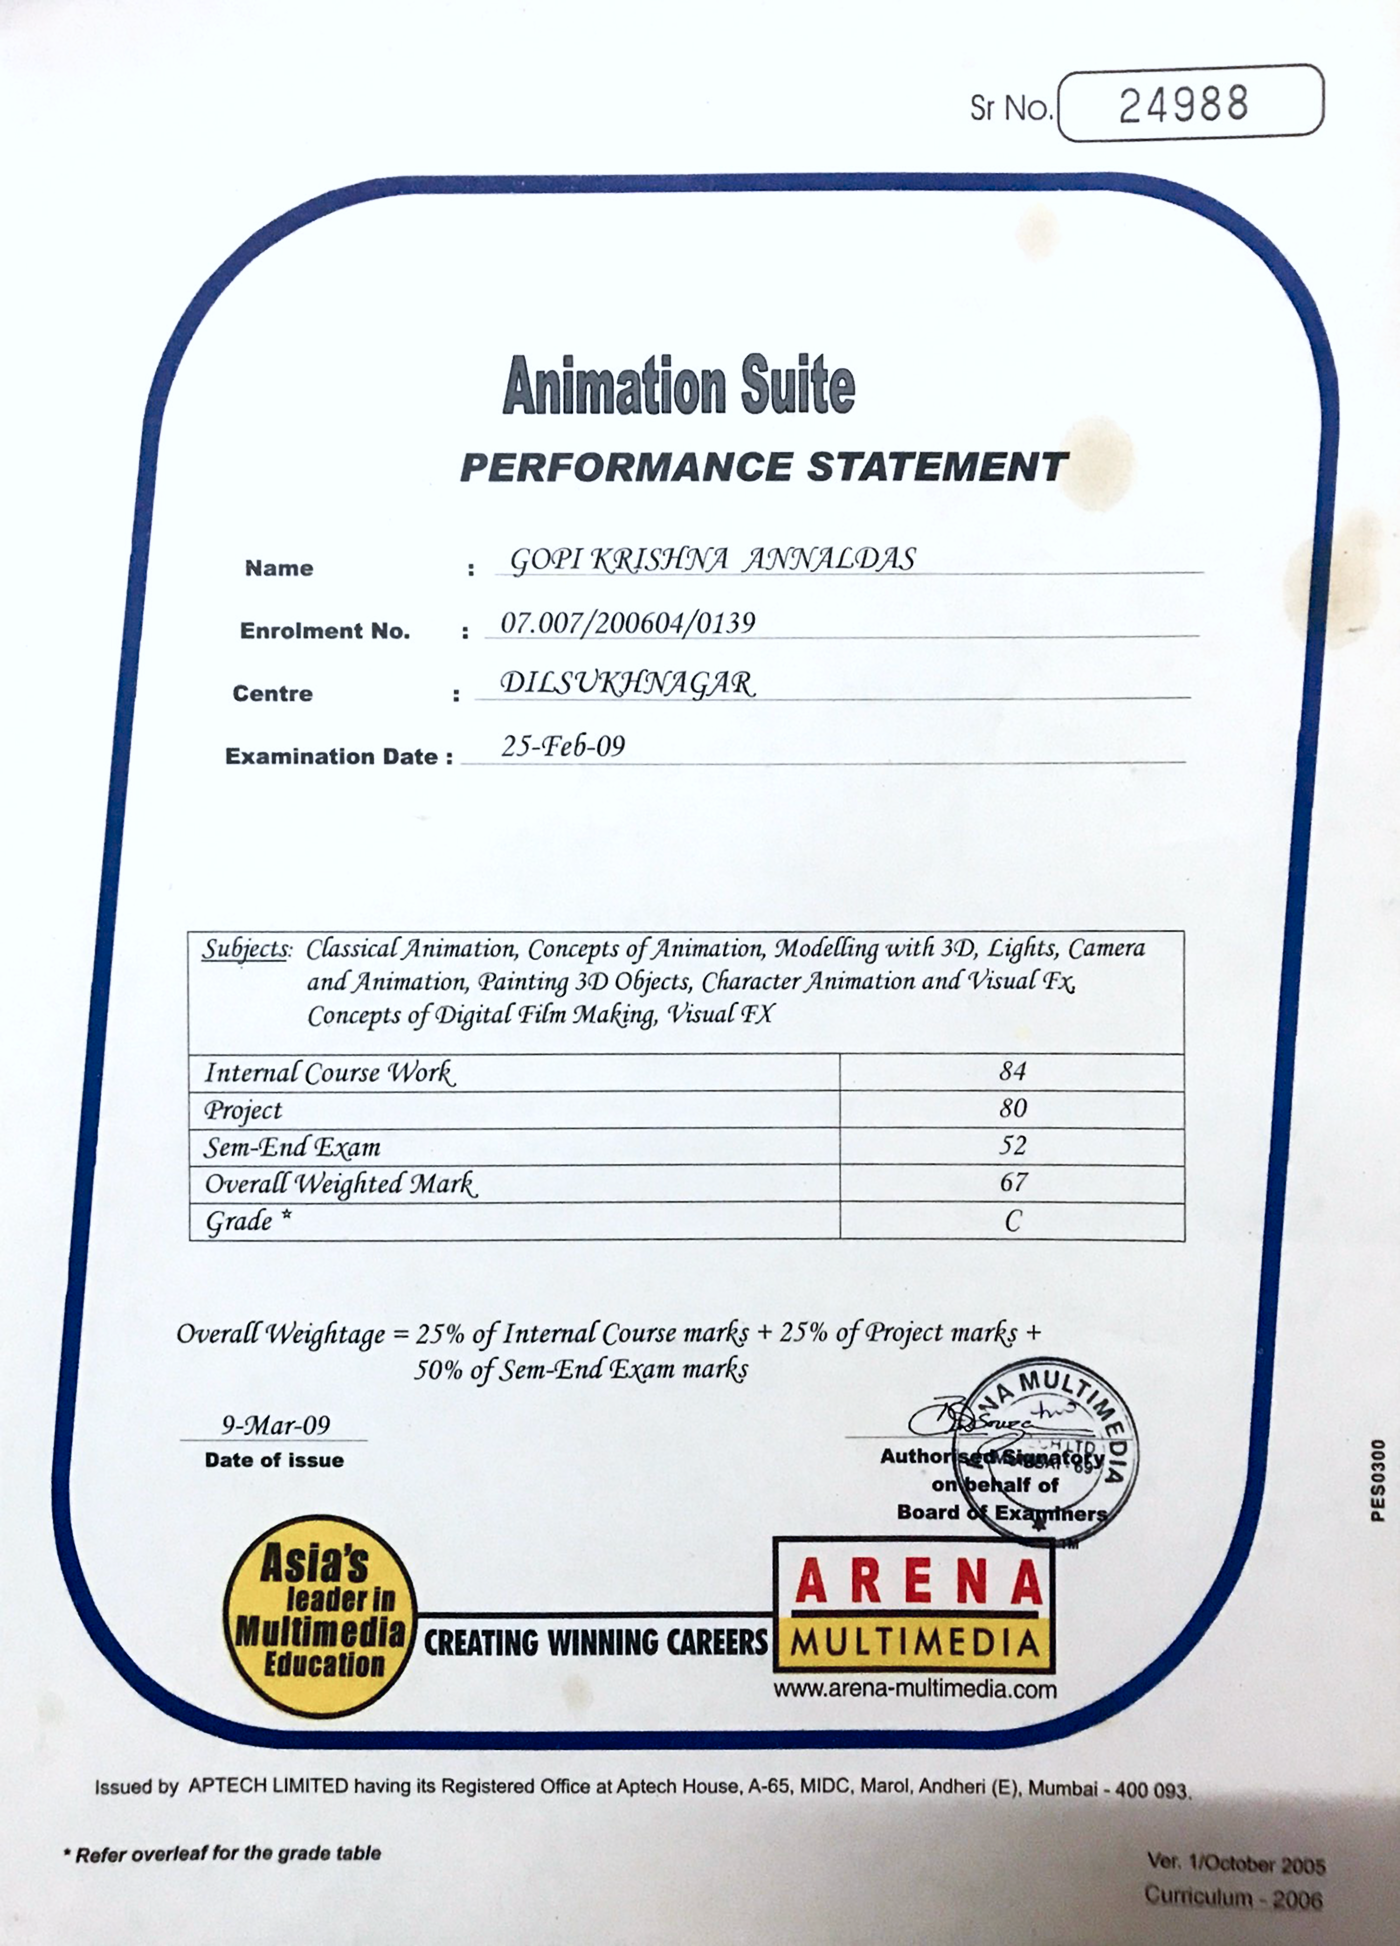 Sr No. 24988
Animation Suite
PERFORMANCE STATEMENT
Name : GOPI KRISHNA ANNALDAS
Enrolment No. : 07.007/200604/0139
Centre : DILSUKHNAGAR
Examination Date : 25-Feb-09
Subjects: Classical Animation, Concepts of Animation, Modelling with 3D, Lights, Camera
and Animation, Painting 3D Objects, Character Animation and Visual Fx,
Concepts of Digital Film Making, Visual FX
Internal Course Work 84
Project 80
Sem-End Exam 52
Overall Weighted Mark 67
Grade * C
Overall Weightage = 25% of Internal Course marks + 25% of Project marks +
50% of Sem-End Exam marks
9-Mar-09
Date of issue
MULTIMEDIA
Authorised Signatory
on behalf of
Board of Examiners
PES0300
Asia's
leader in
Multimedia
Education
CREATING WINNING CAREERS
ARENA
TM
MULTIMEDIA
www.arena-multimedia.com
Issued by APTECH LIMITED having its Registered Office at Aptech House, A-65, MIDC, Marol, Andheri (E), Mumbai - 400 093.
* Refer overleaf for the grade table
Ver. 1/October 2005
Curriculum - 2006